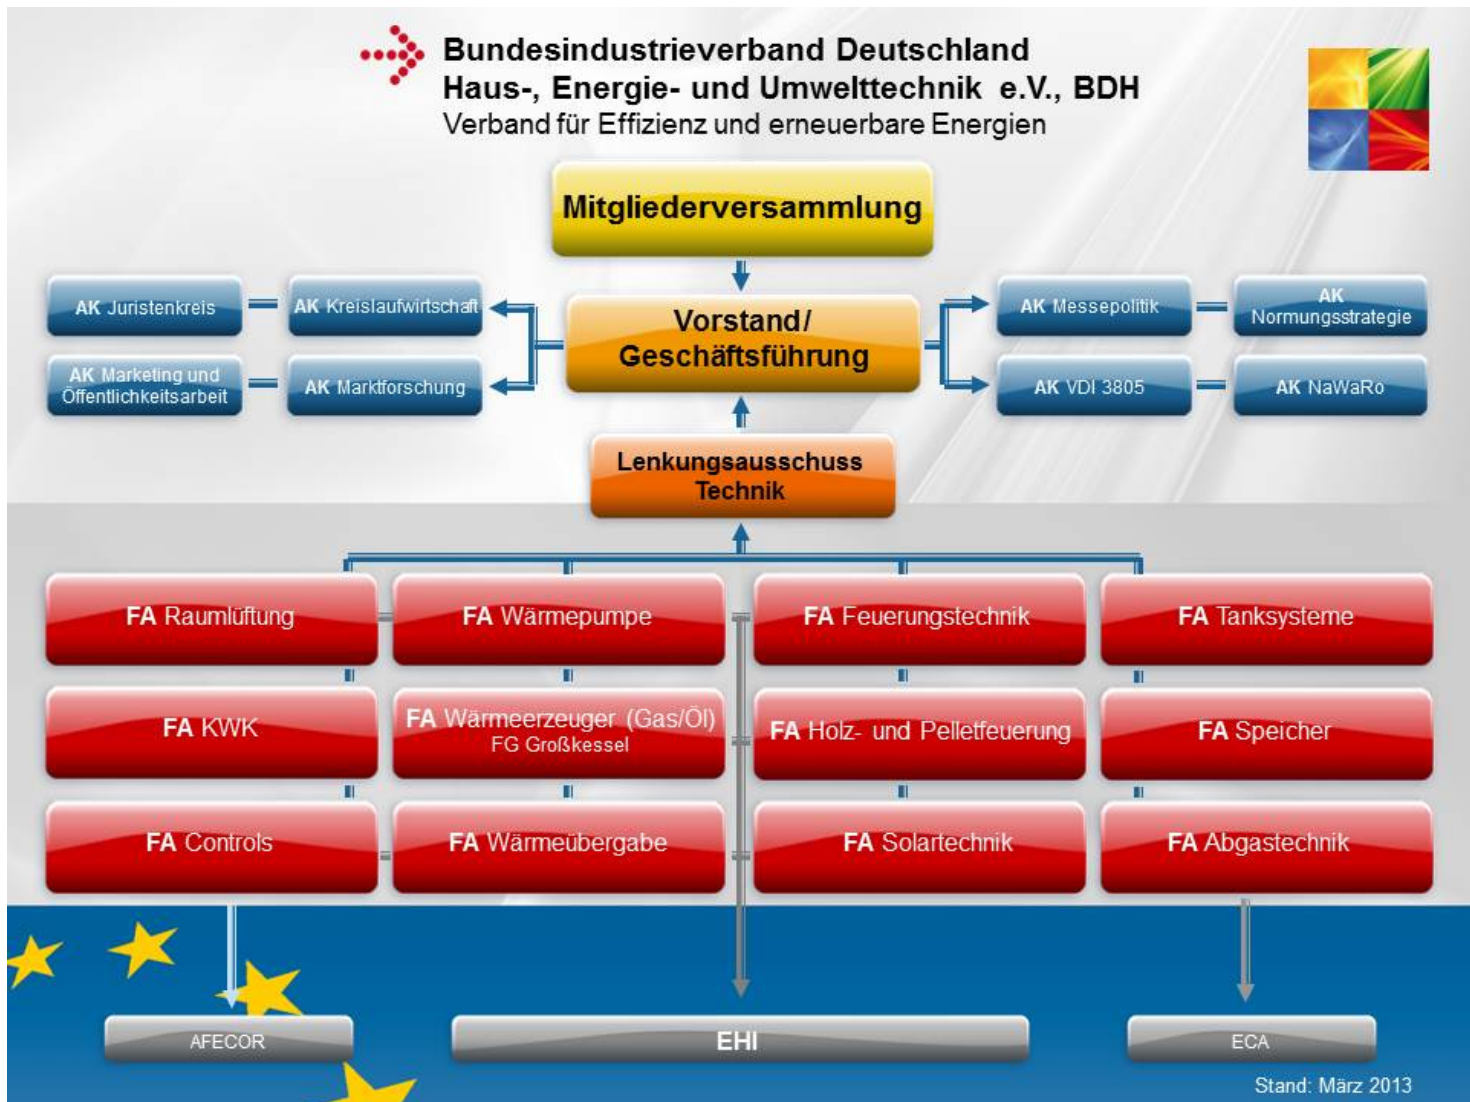 Bundesindustrieverband Deutschland
Haus-, Energie- und Umwelttechnik e.V., BDH
Verband für Effizienz und erneuerbare Energien
Mitgliederversammlung
AK Juristenkreis
AK Kreislaufwirtschaft
Vorstand/
Geschäftsführung
AK Messepolitik
AK
Normungsstrategie
AK Marketing und
Öffentlichkeitsarbeit
AK Marktforschung
AK VDI 3805
AK NaWaRo
Lenkungsausschuss
Technik
FA Raumlüftung
FA Wärmepumpe
FA Feuerungstechnik
FA Tanksysteme
FA KWK
FA Wärmeerzeuger (Gas/Öl)
FG Großkessel
FA Holz- und Pelletfeuerung
FA Speicher
FA Controls
FA Wärmeübergabe
FA Solartechnik
FA Abgastechnik
AFECOR
EHI
ECA
Stand: März 2013